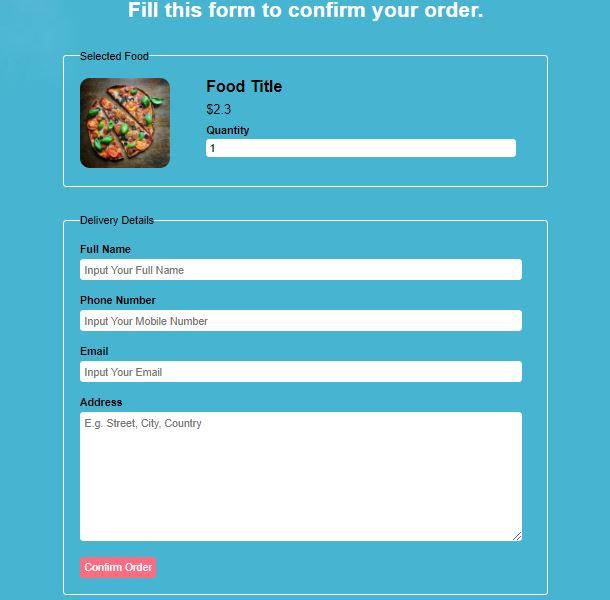 Fill this form to confirm your order.
Selected Food
Food Title
$2.3
Quantity
1
Delivery Details
Full Name
Input Your Full Name
Phone Number
Input Your Mobile Number
Email
Input Your Email
Address
E.g. Street, City, Country
Confirm Order